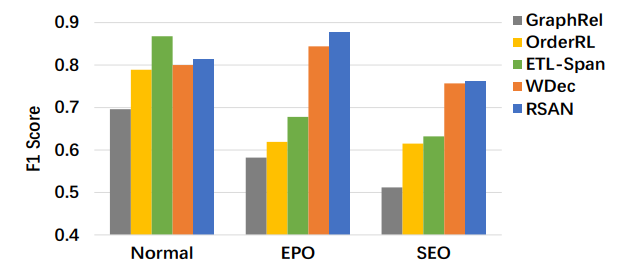 F1 Score
0.9
0.8
0.7
0.6
0.5
0.4
Normal
EPO
SEO
GraphRel
OrderRL
ETL-Span
WDec
RSAN